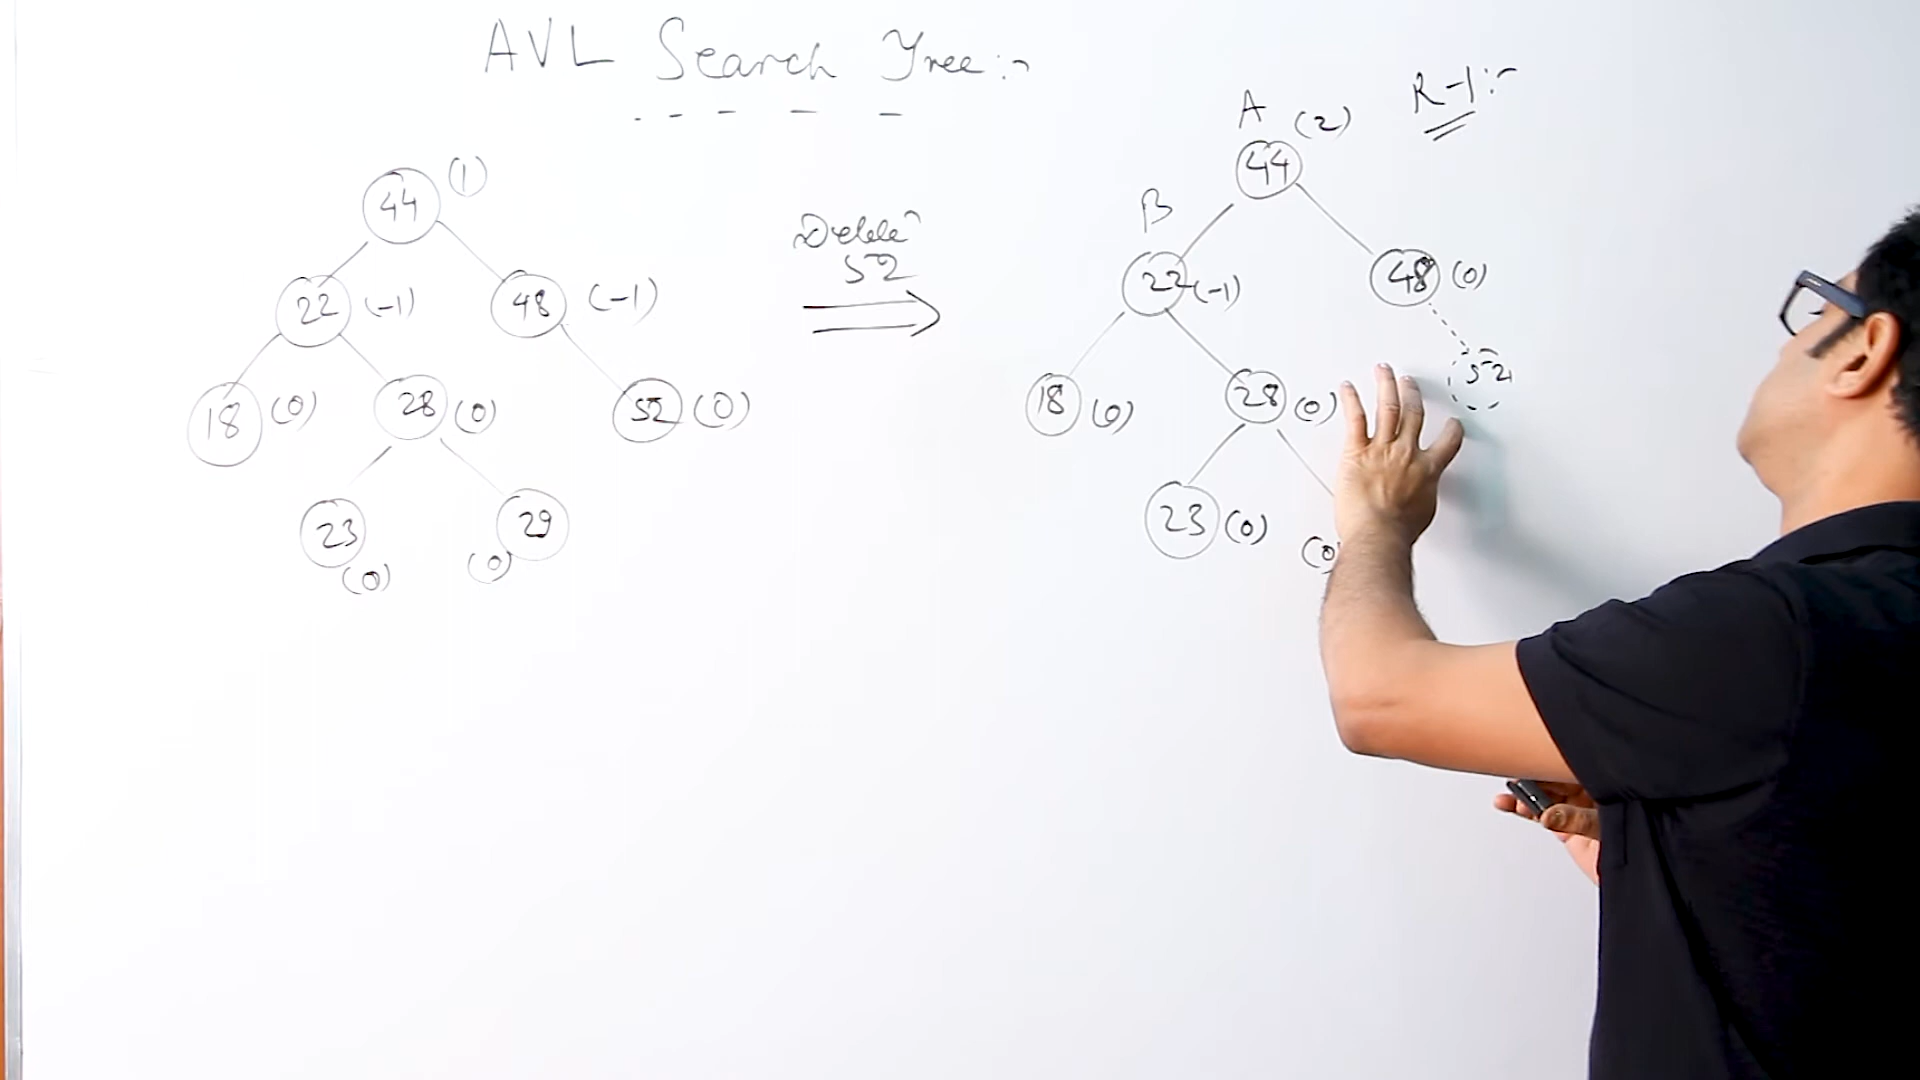 AVL Search Tree :-
A (2) R-1 :-
44 (1)
44
B
Delete
52
22 (-1) 48 (-1)
22 (-1) 48 (0)
18 (0) 28 (0) 52 (0)
18 (0) 28 (0) 52
23 (0) 29 (0)
23 (0) (0)